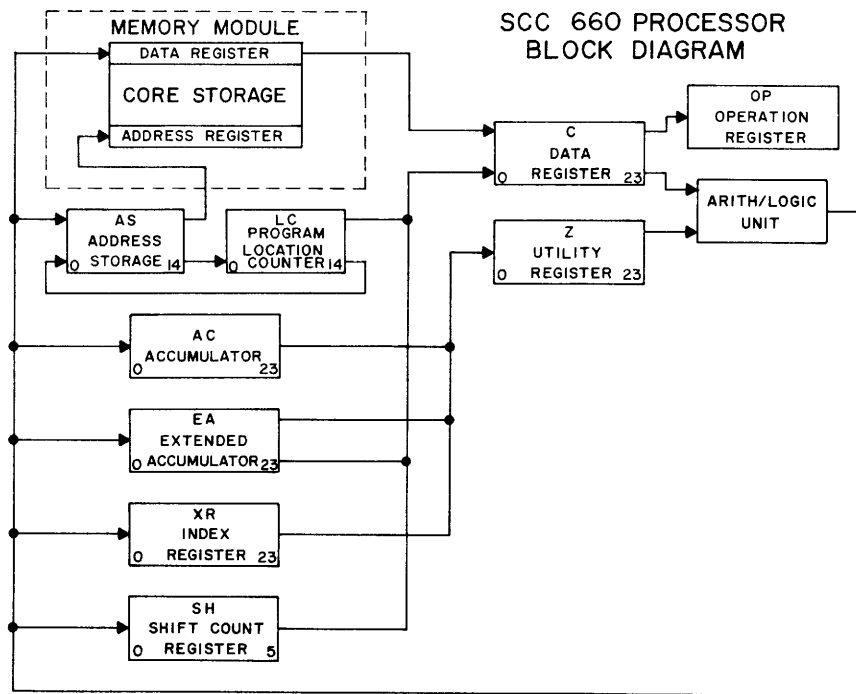 SCC 660 PROCESSOR
BLOCK DIAGRAM
MEMORY MODULE
DATA REGISTER
CORE STORAGE
ADDRESS REGISTER
OP
OPERATION
REGISTER
C
DATA
0 REGISTER 23
ARITH/LOGIC
UNIT
AS
ADDRESS
0 STORAGE 14
LC
PROGRAM
LOCATION
0 COUNTER 14
Z
UTILITY
0 REGISTER 23
AC
ACCUMULATOR
0 23
EA
EXTENDED
0 ACCUMULATOR 23
XR
INDEX
0 REGISTER 23
SH
SHIFT COUNT
0 REGISTER 5